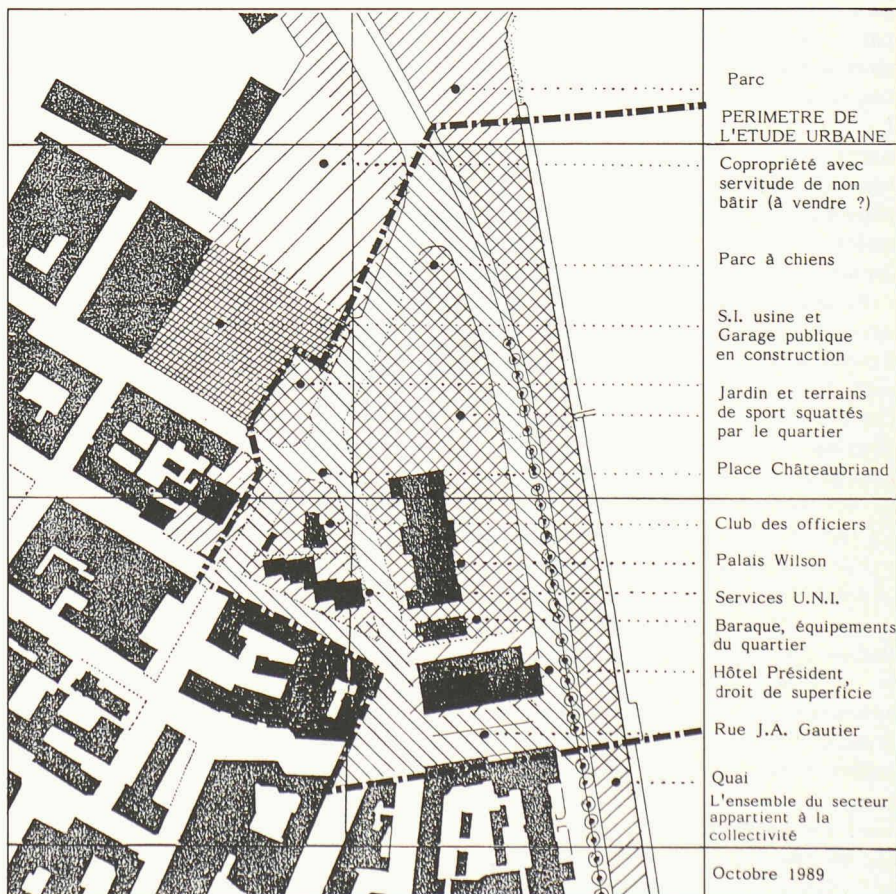 Parc
PERIMETRE DE
L'ETUDE URBAINE
Copropriété avec
servitude de non
bâtir (à vendre ?)
Parc à chiens
S.I. usine et
Garage publique
en construction
Jardin et terrains
de sport squattés
par le quartier
Place Châteaubriand
Club des officiers
Palais Wilson
Services U.N.I.
Baraque, équipements
du quartier
Hôtel Président,
droit de superficie
Rue J.A. Gautier
Quai
L'ensemble du secteur
appartient à la
collectivité
Octobre 1989